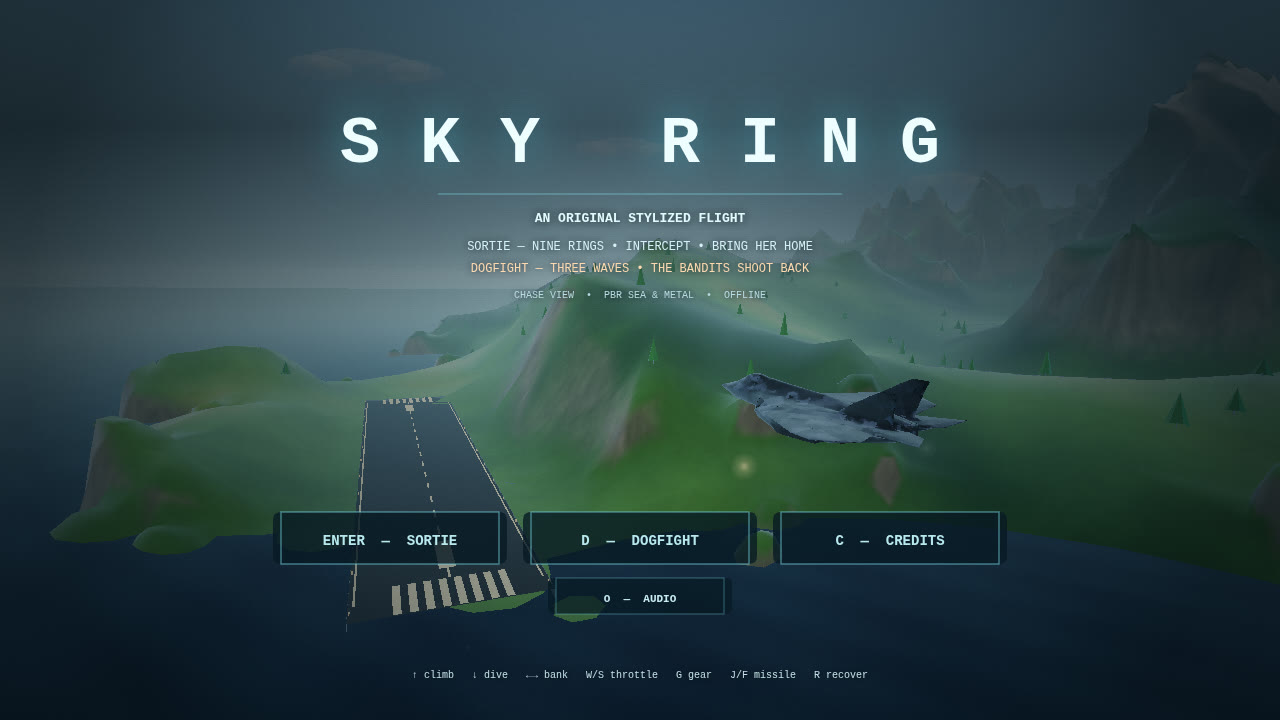 SKY RING
AN ORIGINAL STYLIZED FLIGHT
SORTIE — NINE RINGS • INTERCEPT • BRING HER HOME
DOGFIGHT — THREE WAVES • THE BANDITS SHOOT BACK
CHASE VIEW • PBR SEA & METAL • OFFLINE
ENTER — SORTIE
D — DOGFIGHT
C — CREDITS
O — AUDIO
↑ climb ↓ dive ←→ bank W/S throttle G gear J/F missile R recover